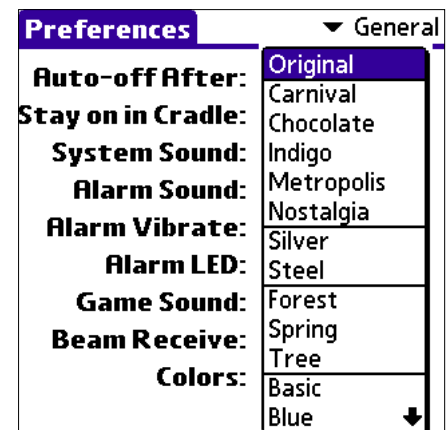 Preferences
General
Auto-off After:
Stay on in Cradle:
System Sound:
Alarm Sound:
Alarm Vibrate:
Alarm LED:
Game Sound:
Beam Receive:
Colors:
Original
Carnival
Chocolate
Indigo
Metropolis
Nostalgia
Silver
Steel
Forest
Spring
Tree
Basic
Blue